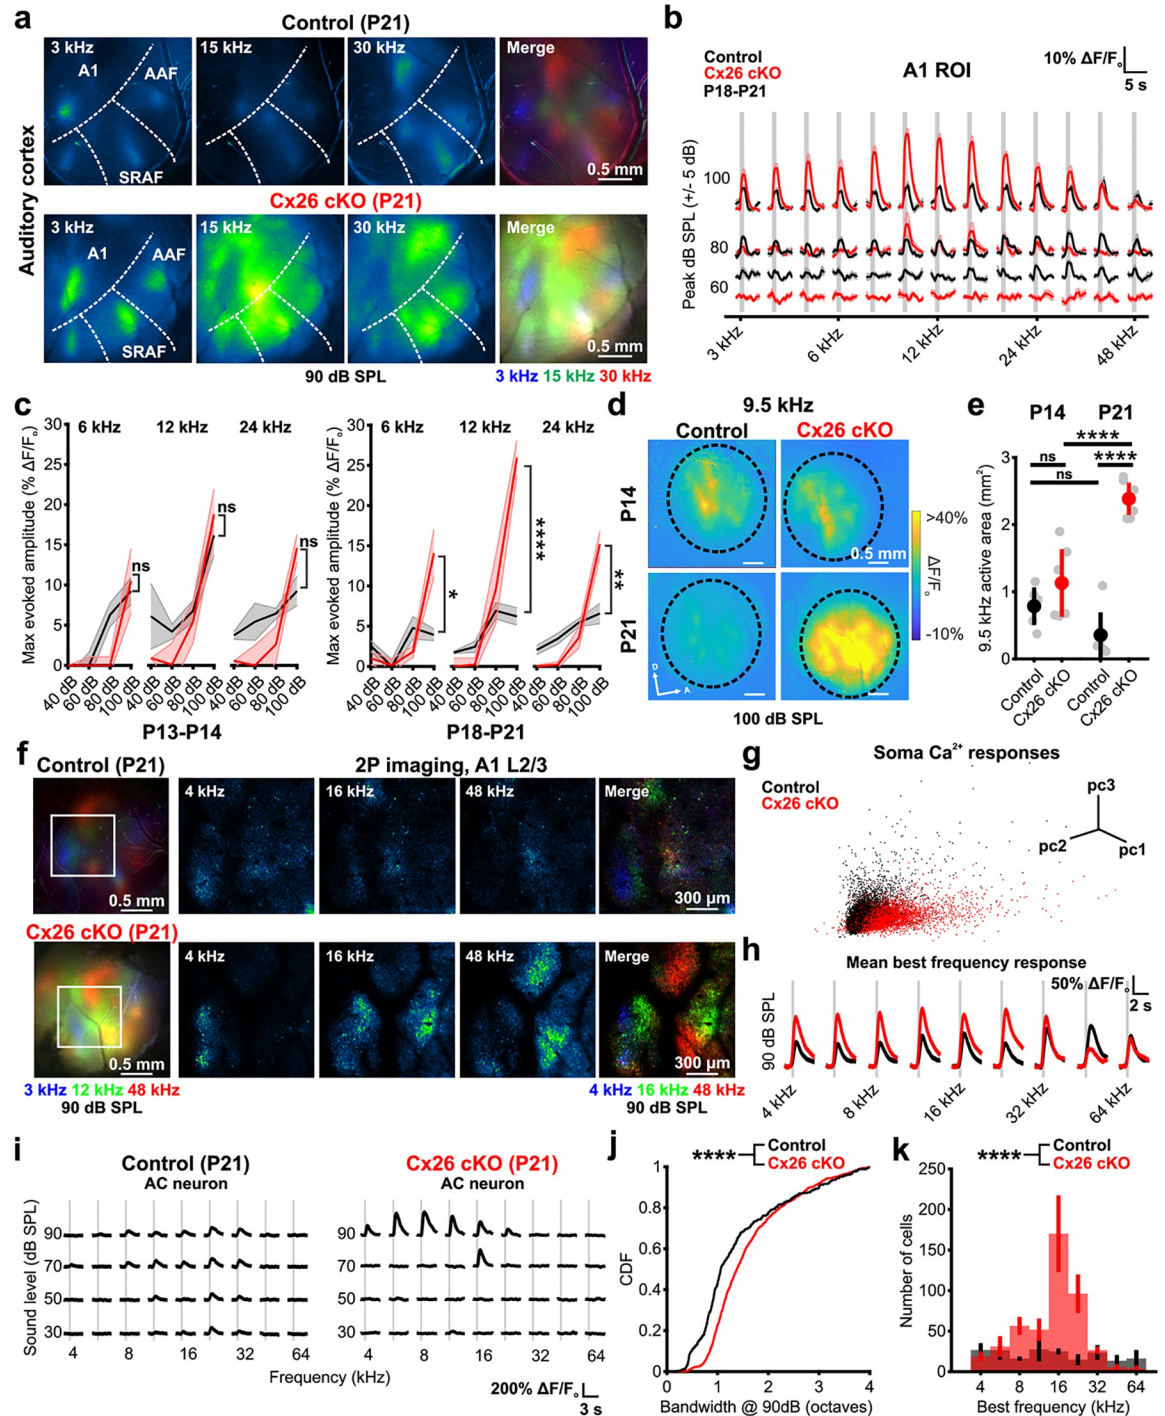 a
Control (P21)
Auditory cortex
3 kHz
A1
AAF
SRAF
15 kHz
30 kHz
Merge
0.5 mm
Cx26 cKO (P21)
3 kHz
A1
AAF
SRAF
15 kHz
30 kHz
Merge
0.5 mm
90 dB SPL
3 kHz 15 kHz 30 kHz
b
Control
Cx26 cKO
P18-P21
A1 ROI
10% ΔF/Fₒ
5 s
Peak dB SPL (+/- 5 dB)
100
80
60
3 kHz
6 kHz
12 kHz
24 kHz
48 kHz
c
Max evoked amplitude (% ΔF/Fₒ)
30
25
20
15
10
5
0
6 kHz
12 kHz
24 kHz
ns
ns
ns
40 dB
60 dB
80 dB
100 dB
40 dB
60 dB
80 dB
100 dB
40 dB
60 dB
80 dB
100 dB
P13-P14
Max evoked amplitude (% ΔF/Fₒ)
30
25
20
15
10
5
0
6 kHz
12 kHz
24 kHz
*
****
**
40 dB
60 dB
80 dB
100 dB
40 dB
60 dB
80 dB
100 dB
40 dB
60 dB
80 dB
100 dB
P18-P21
d
9.5 kHz
Control
Cx26 cKO
P14
0.5 mm
P21
D
A
>40%
ΔF/Fₒ
-10%
100 dB SPL
e
P14
P21
****
ns
****
ns
9.5 kHz active area (mm²)
3
2
1
0
Control
Cx26 cKO
Control
Cx26 cKO
f
Control (P21)
2P imaging, A1 L2/3
0.5 mm
4 kHz
16 kHz
48 kHz
Merge
300 µm
Cx26 cKO (P21)
0.5 mm
4 kHz
16 kHz
48 kHz
Merge
300 µm
3 kHz 12 kHz 48 kHz
90 dB SPL
4 kHz 16 kHz 48 kHz
90 dB SPL
g
Soma Ca²⁺ responses
Control
Cx26 cKO
pc3
pc2
pc1
h
Mean best frequency response
50% ΔF/Fₒ
2 s
90 dB SPL
4 kHz
8 kHz
16 kHz
32 kHz
64 kHz
i
Control (P21)
AC neuron
Cx26 cKO (P21)
AC neuron
Sound level (dB SPL)
90
70
50
30
4
8
16
32
64
90
70
50
30
4
8
16
32
64
Frequency (kHz)
200% ΔF/Fₒ
3 s
j
****
Control
Cx26 cKO
CDF
1
0.8
0.6
0.4
0.2
0
0
1
2
3
4
Bandwidth @ 90dB (octaves)
k
****
Control
Cx26 cKO
Number of cells
250
200
150
100
50
0
4
8
16
32
64
Best frequency (kHz)